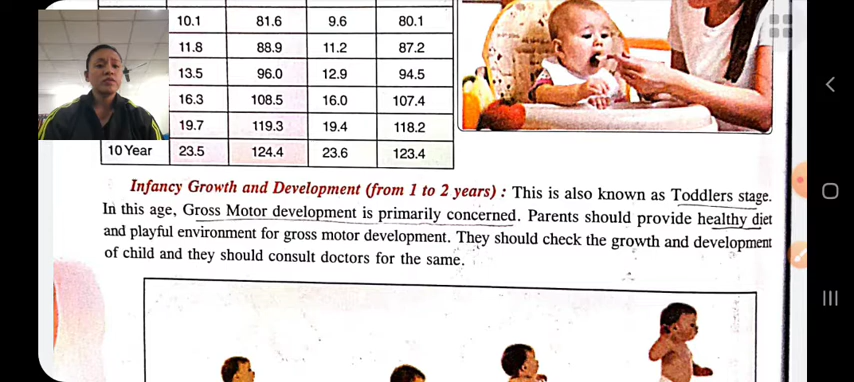 10.1 81.6 9.6 80.1
11.8 88.9 11.2 87.2
13.5 96.0 12.9 94.5
16.3 108.5 16.0 107.4
19.7 119.3 19.4 118.2
10 Year 23.5 124.4 23.6 123.4
Infancy Growth and Development (from 1 to 2 years) : This is also known as Toddlers stage.
In this age, Gross Motor development is primarily concerned. Parents should provide healthy diet
and playful environment for gross motor development. They should check the growth and development
of child and they should consult doctors for the same.